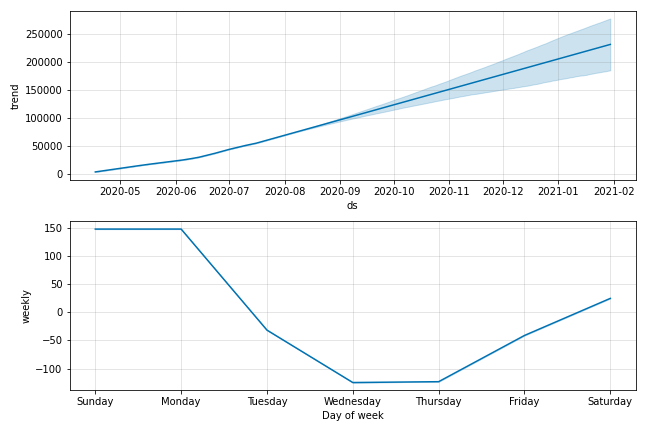 250000
200000
150000
100000
50000
0
trend
2020-05 2020-06 2020-07 2020-08 2020-09 2020-10 2020-11 2020-12 2021-01 2021-02
ds
150
100
50
0
−50
−100
weekly
Sunday Monday Tuesday Wednesday Thursday Friday Saturday
Day of week